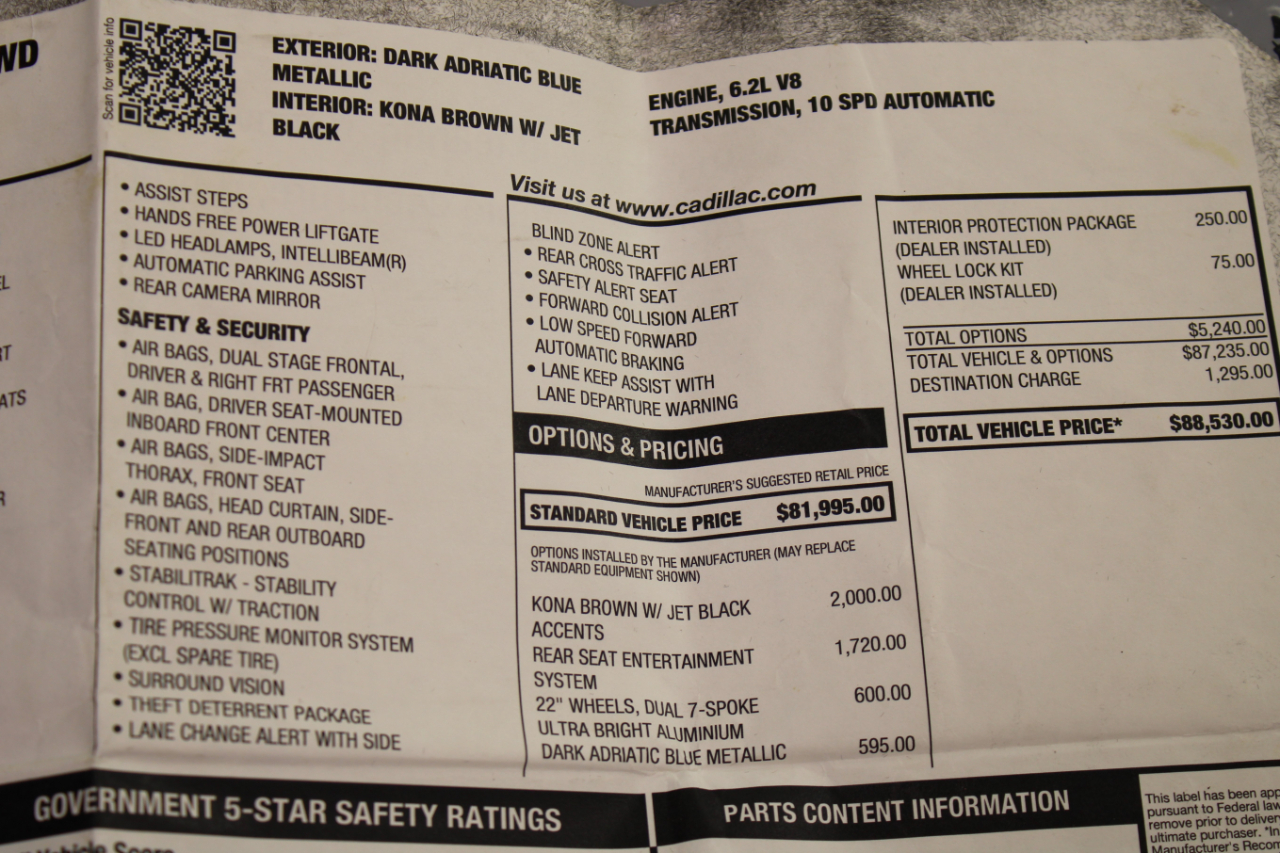 WD
EL
RT
ATS
R
Scan for vehicle info
EXTERIOR: DARK ADRIATIC BLUE
METALLIC
INTERIOR: KONA BROWN W/ JET
BLACK
ENGINE, 6.2L V8
TRANSMISSION, 10 SPD AUTOMATIC
Visit us at www.cadillac.com
• ASSIST STEPS
• HANDS FREE POWER LIFTGATE
• LED HEADLAMPS, INTELLIBEAM(R)
• AUTOMATIC PARKING ASSIST
• REAR CAMERA MIRROR
SAFETY & SECURITY
• AIR BAGS, DUAL STAGE FRONTAL,
DRIVER & RIGHT FRT PASSENGER
• AIR BAG, DRIVER SEAT-MOUNTED
INBOARD FRONT CENTER
• AIR BAGS, SIDE-IMPACT
THORAX, FRONT SEAT
• AIR BAGS, HEAD CURTAIN, SIDE-
FRONT AND REAR OUTBOARD
SEATING POSITIONS
• STABILITRAK - STABILITY
CONTROL W/ TRACTION
• TIRE PRESSURE MONITOR SYSTEM
(EXCL SPARE TIRE)
• SURROUND VISION
• THEFT DETERRENT PACKAGE
• LANE CHANGE ALERT WITH SIDE
BLIND ZONE ALERT
• REAR CROSS TRAFFIC ALERT
• SAFETY ALERT SEAT
• FORWARD COLLISION ALERT
• LOW SPEED FORWARD
AUTOMATIC BRAKING
• LANE KEEP ASSIST WITH
LANE DEPARTURE WARNING
OPTIONS & PRICING
MANUFACTURER'S SUGGESTED RETAIL PRICE
STANDARD VEHICLE PRICE $81,995.00
OPTIONS INSTALLED BY THE MANUFACTURER (MAY REPLACE
STANDARD EQUIPMENT SHOWN)
KONA BROWN W/ JET BLACK 2,000.00
ACCENTS
REAR SEAT ENTERTAINMENT 1,720.00
SYSTEM
22" WHEELS, DUAL 7-SPOKE 600.00
ULTRA BRIGHT ALUMINIUM
DARK ADRIATIC BLUE METALLIC 595.00
INTERIOR PROTECTION PACKAGE 250.00
(DEALER INSTALLED)
WHEEL LOCK KIT 75.00
(DEALER INSTALLED)
TOTAL OPTIONS $5,240.00
TOTAL VEHICLE & OPTIONS $87,235.00
DESTINATION CHARGE 1,295.00
TOTAL VEHICLE PRICE* $88,530.00
GOVERNMENT 5-STAR SAFETY RATINGS
Vehicle Score
PARTS CONTENT INFORMATION
This label has been app
pursuant to Federal law
remove prior to delivery
ultimate purchaser. *In
Manufacturer's Recom